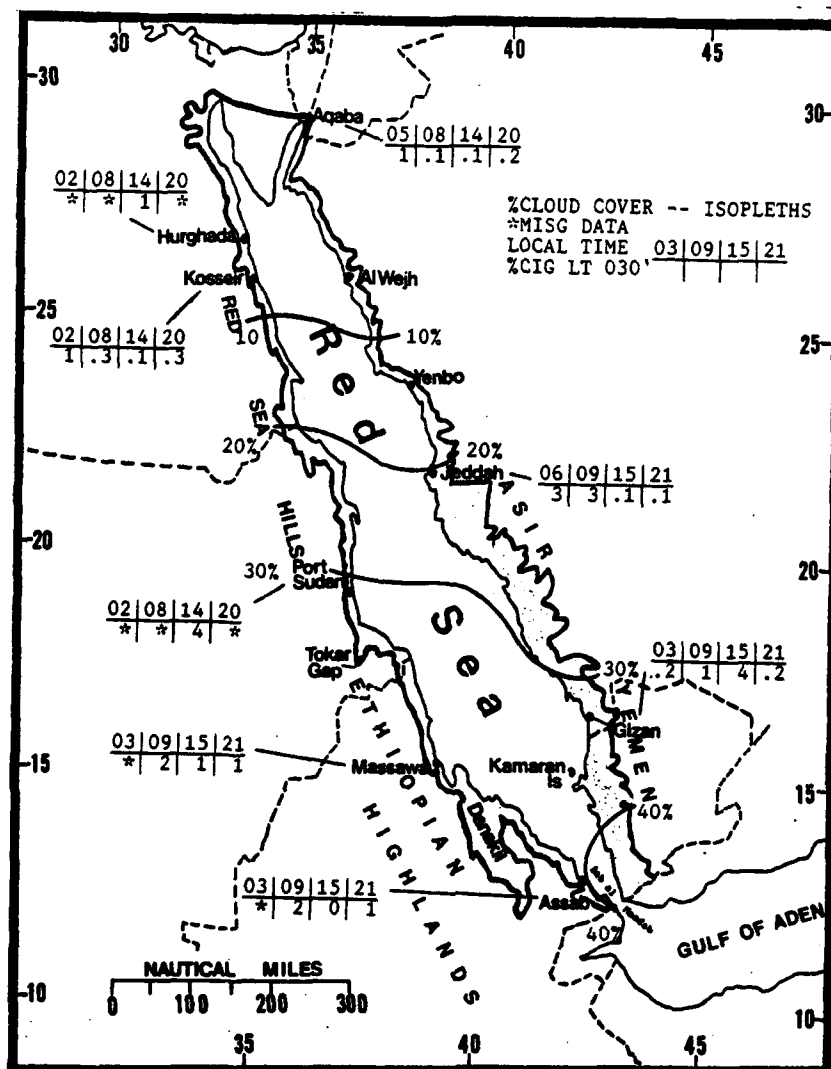 30 35 40 45
30 30
Aqaba
05|08|14|20
1|.1|.1|.2
02|08|14|20
*|*|1|*
%CLOUD COVER -- ISOPLETHS
*MISG DATA
LOCAL TIME 03|09|15|21
%CIG LT 030'
Hurghada
Kosseir
Al Wejh
25 25
RED
10 10%
02|08|14|20
1|.3|.1|.3
Red
Yenbo
SEA
20% 20%
Jeddah
06|09|15|21
3|3|.1|.1
ASIR
HILLS
20 20
30% Port
Sudan
02|08|14|20
*|*|4|*
Sea
Tokar
Gap
03|09|15|21
.2|1|4|.2
30%
YEMEN
Gizan
ETHIOPIAN
HIGHLANDS
03|09|15|21
*|2|1|1
Massawa
Kamaran
Is
15 15
40%
Danakil
03|09|15|21
*|2|0|1
Assab
40%
GULF OF ADEN
NAUTICAL MILES
0 100 200 300
10 10
35 40 45